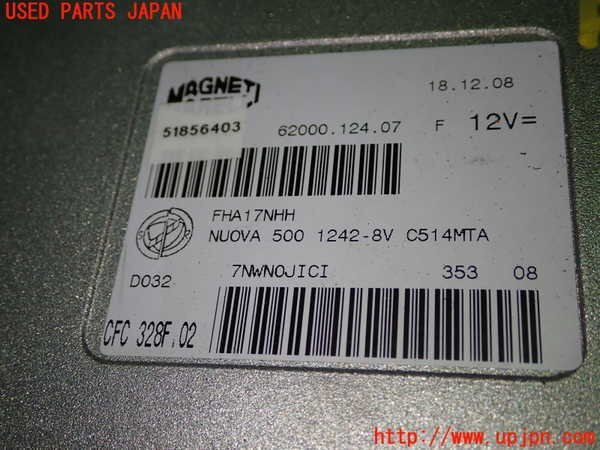 USED PARTS JAPAN
MAGNETI
MARELLI
18.12.08
51856403
62000.124.07 F 12V=
FHA17NHH
NUOVA 500 1242-8V C514MTA
D032
7NWN0JICI 353 08
CFC 328F.02
http://www.upjpn.com/